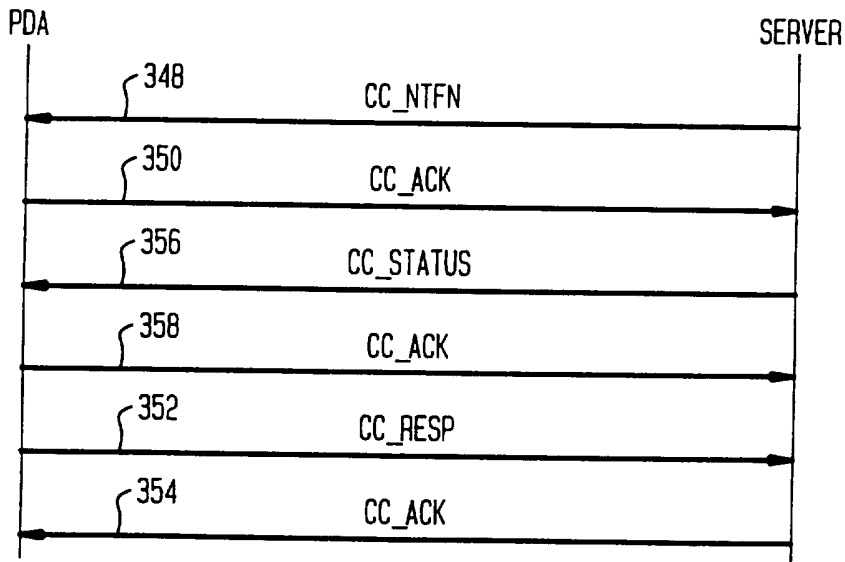 PDA
SERVER
348
CC_NTFN
350
CC_ACK
356
CC_STATUS
358
CC_ACK
352
CC_RESP
354
CC_ACK